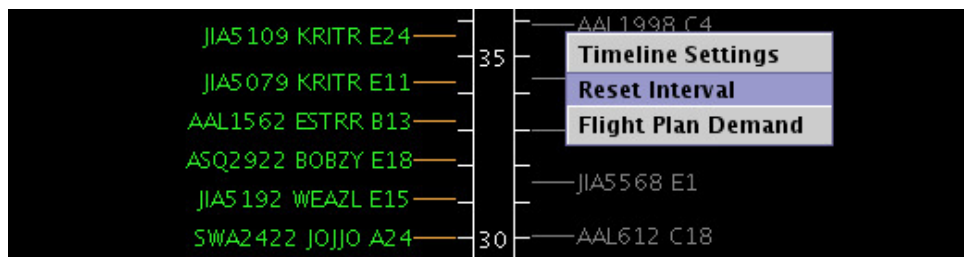 JIA5109 KRITR E24
JIA5079 KRITR E11
AAL1562 ESTRR B13
ASQ2922 BOBZY E18
JIA5192 WEAZL E15
SWA2422 JOJJO A24
35
30
AAL1998 C4
Timeline Settings
Reset Interval
Flight Plan Demand
JIA5568 E1
AAL612 C18